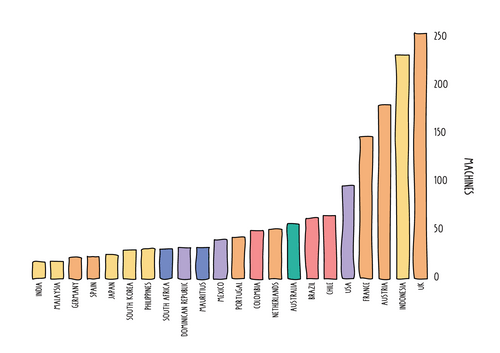 250
200
150
100
50
0
MACHINES
INDIA
MALAYSIA
GERMANY
SPAIN
JAPAN
SOUTH KOREA
PHILIPPINES
SOUTH AFRICA
DOMINICAN REPUBLIC
MAURITIUS
MEXICO
PORTUGAL
COLOMBIA
NETHERLANDS
AUSTRALIA
BRAZIL
CHILE
USA
FRANCE
AUSTRIA
INDONESIA
UK